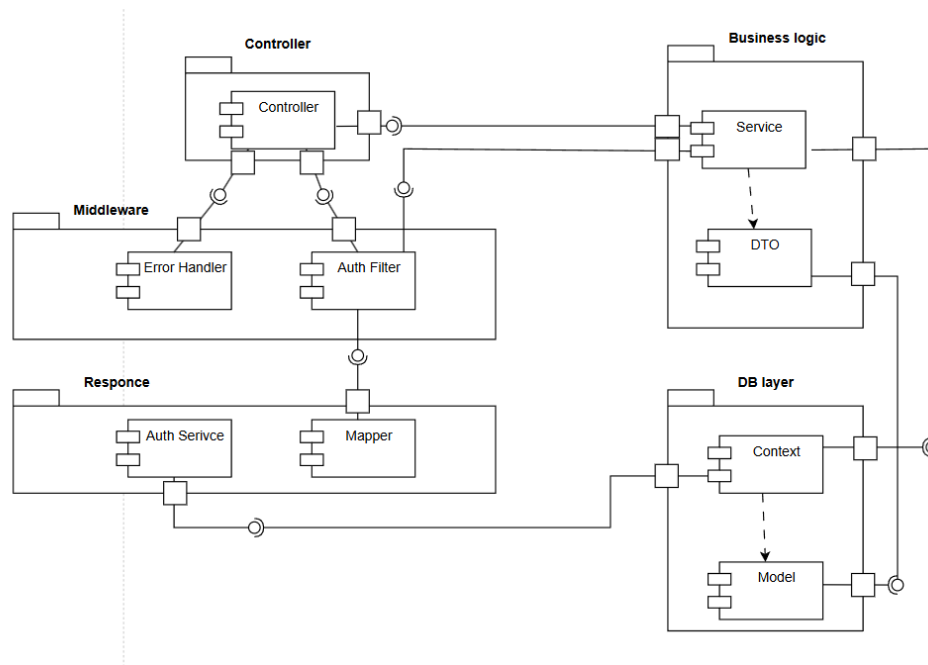 Controller
Business logic
Controller
Service
Middleware
DTO
Error Handler
Auth Filter
Responce
DB layer
Auth Serivce
Mapper
Context
Model